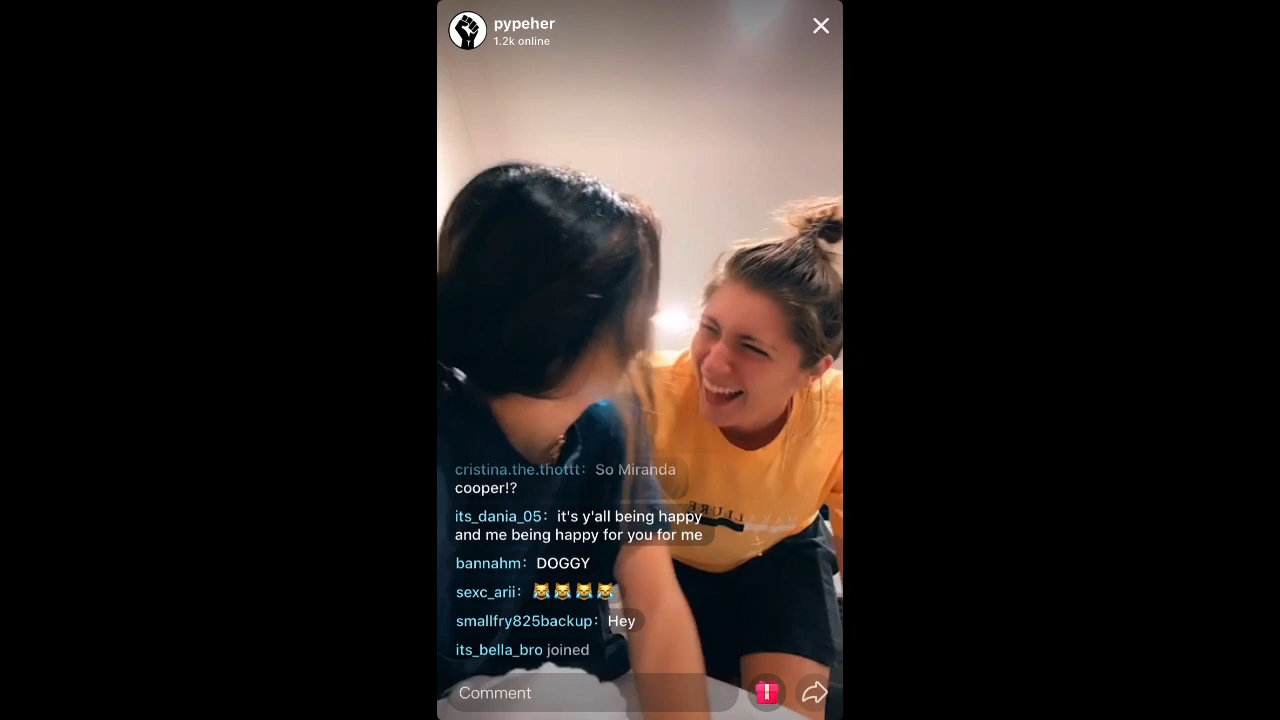 pypeher
1.2k online
cristina.the.thottt: So Miranda
cooper!?
its_dania_05: it's y'all being happy
and me being happy for you for me
bannahm: DOGGY
sexc_arii: 😹😹😹😹
smallfry825backup: Hey
its_bella_bro joined
Comment